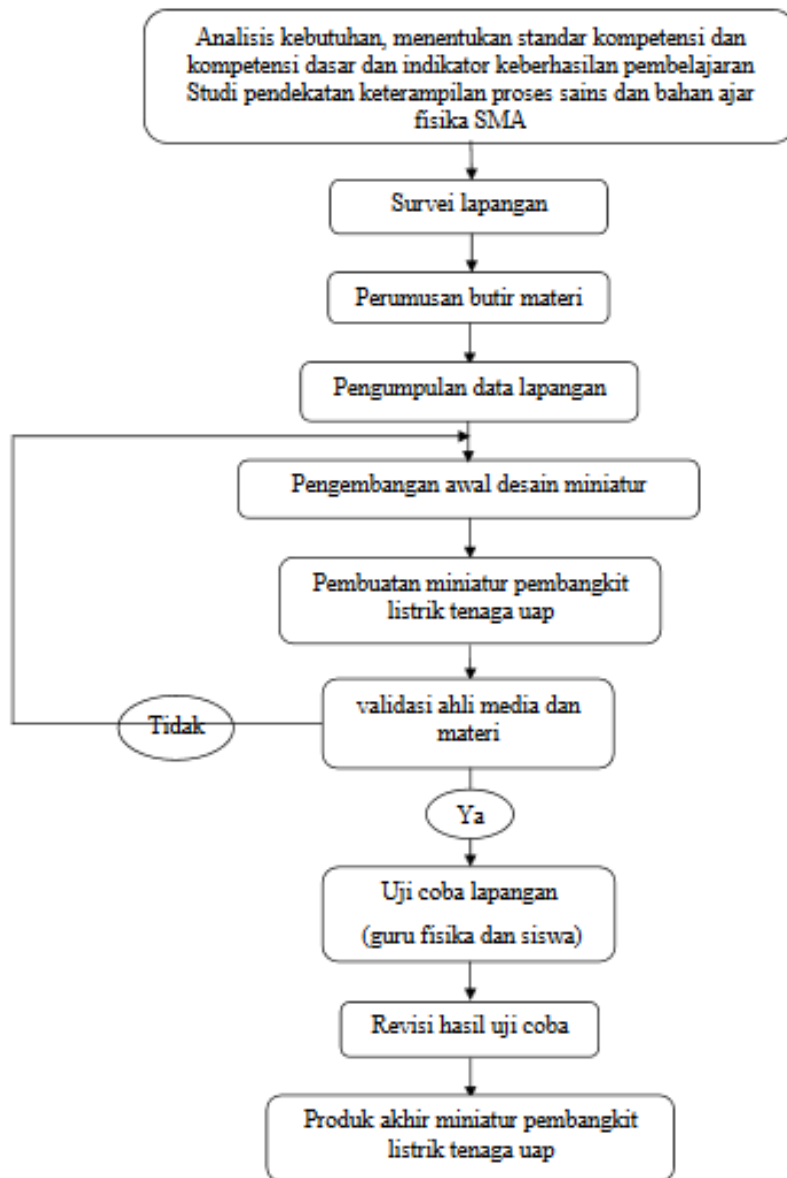 Analisis kebutuhan, menentukan standar kompetensi dan
kompetensi dasar dan indikator keberhasilan pembelajaran
Studi pendekatan keterampilan proses sains dan bahan ajar
fisika SMA
Survei lapangan
Perumusan butir materi
Pengumpulan data lapangan
Pengembangan awal desain miniatur
Pembuatan miniatur pembangkit
listrik tenaga uap
validasi ahli media dan
materi
Tidak
Ya
Uji coba lapangan
(guru fisika dan siswa)
Revisi hasil uji coba
Produk akhir miniatur pembangkit
listrik tenaga uap